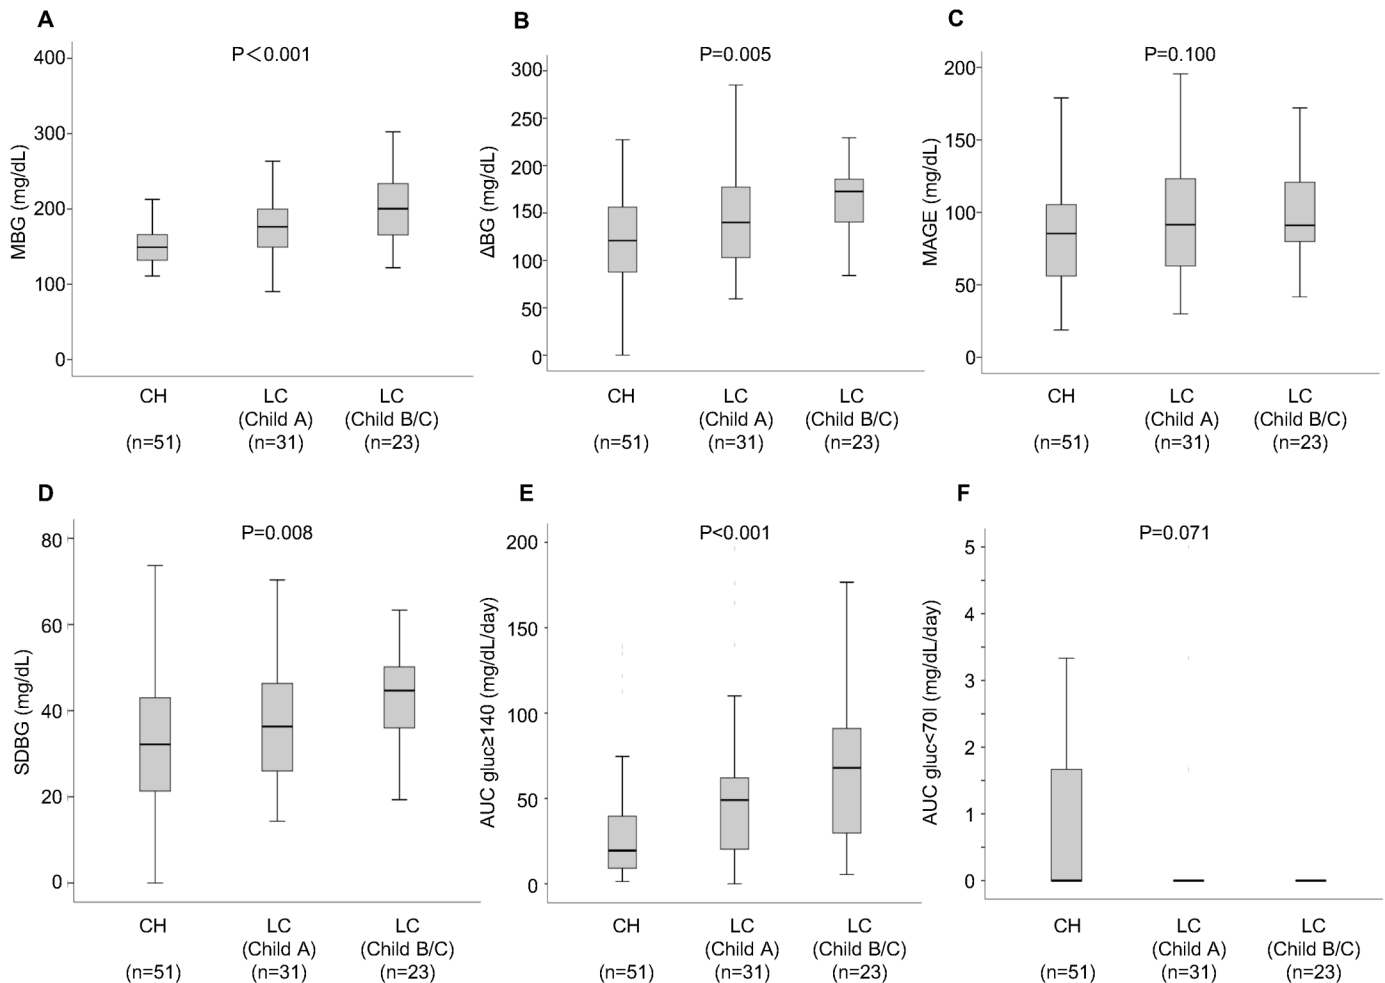 A
P＜0.001
MBG (mg/dL)
400
300
200
100
0
CH
LC
LC
(Child A)
(Child B/C)
(n=51)
(n=31)
(n=23)
B
P=0.005
ΔBG (mg/dL)
300
250
200
150
100
50
0
CH
LC
LC
(Child A)
(Child B/C)
(n=51)
(n=31)
(n=23)
C
P=0.100
MAGE (mg/dL)
200
150
100
50
0
CH
LC
LC
(Child A)
(Child B/C)
(n=51)
(n=31)
(n=23)
D
P=0.008
SDBG (mg/dL)
80
60
40
20
0
CH
LC
LC
(Child A)
(Child B/C)
(n=51)
(n=31)
(n=23)
E
P<0.001
AUC gluc≥140 (mg/dL/day)
200
150
100
50
0
CH
LC
LC
(Child A)
(Child B/C)
(n=51)
(n=31)
(n=23)
F
P=0.071
AUC gluc<70l (mg/dL/day)
5
4
3
2
1
0
CH
LC
LC
(Child A)
(Child B/C)
(n=51)
(n=31)
(n=23)